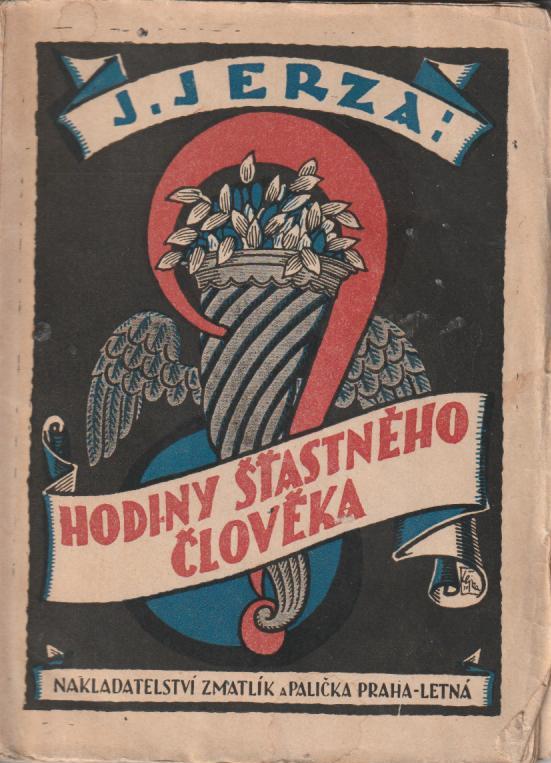 J. JERZA:
HODINY ŠŤASTNÉHO
ČLOVĚKA
NAKLADATELSTVÍ ZMATLÍK A PALIČKA PRAHA-LETNÁ